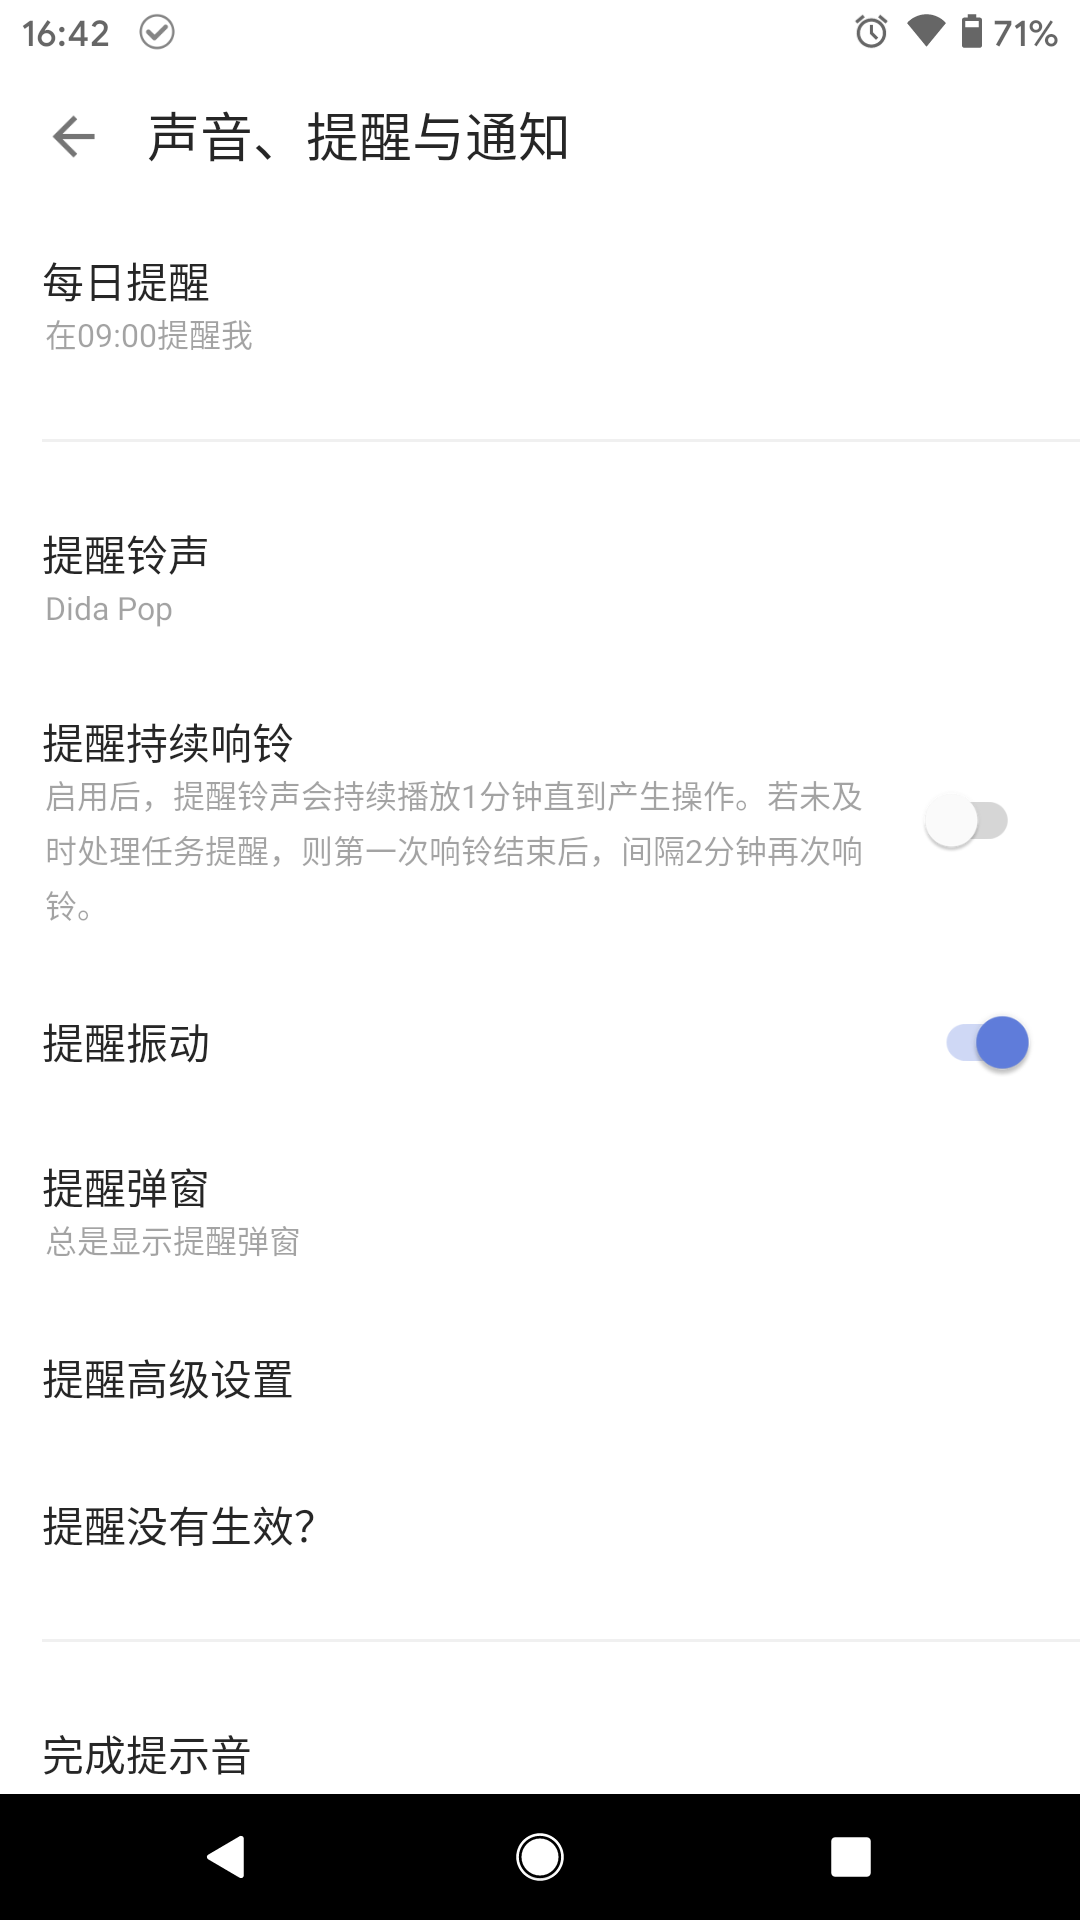 16:42
71%
声音、提醒与通知
每日提醒
在09:00提醒我
提醒铃声
Dida Pop
提醒持续响铃
启用后，提醒铃声会持续播放1分钟直到产生操作。若未及
时处理任务提醒，则第一次响铃结束后，间隔2分钟再次响
铃。
提醒振动
提醒弹窗
总是显示提醒弹窗
提醒高级设置
提醒没有生效？
完成提示音